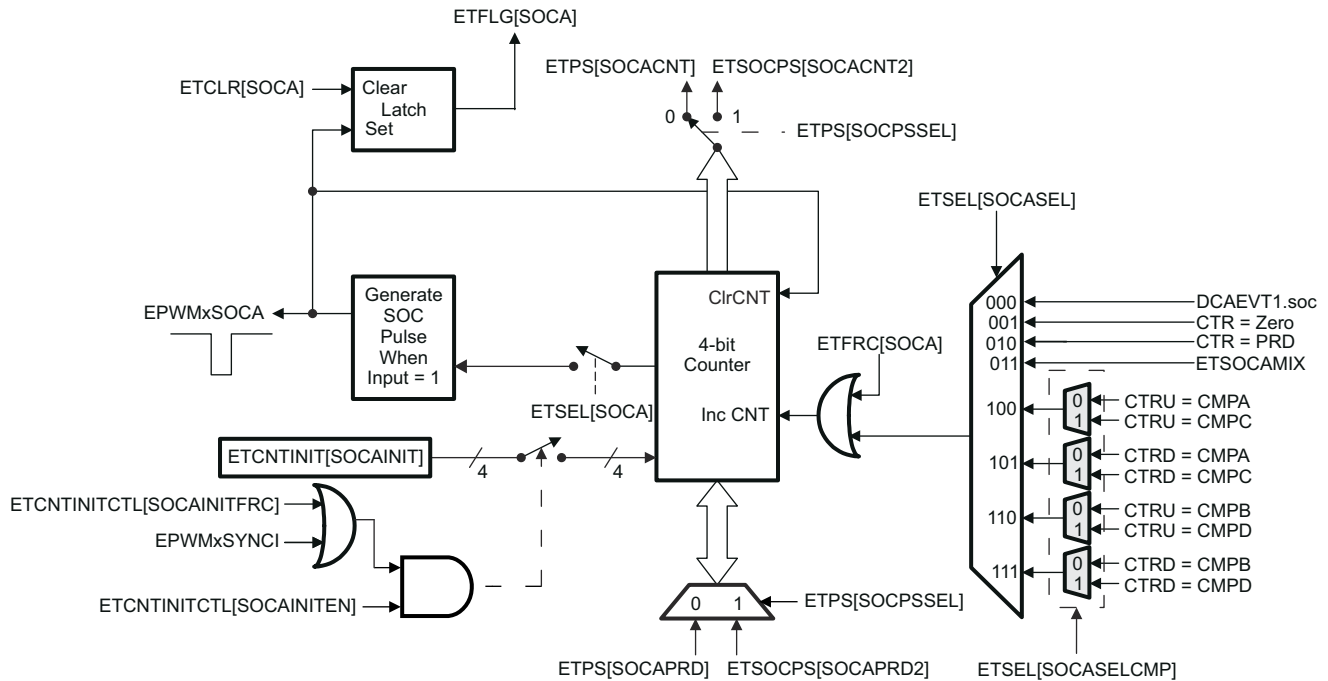 ETFLG[SOCA]
ETCLR[SOCA]
Clear
Latch
Set
ETPS[SOCACNT]
ETSOCPS[SOCACNT2]
0
1
ETPS[SOCPSSEL]
ETSEL[SOCASEL]
EPWMxSOCA
Generate
SOC
Pulse
When
Input = 1
ClrCNT
4-bit
Counter
Inc CNT
ETSEL[SOCA]
ETFRC[SOCA]
000
DCAEVT1.soc
001
CTR = Zero
010
CTR = PRD
011
ETSOCAMIX
100
0
CTRU = CMPA
1
CTRU = CMPC
101
0
CTRD = CMPA
1
CTRD = CMPC
110
0
CTRU = CMPB
1
CTRU = CMPD
111
0
CTRD = CMPB
1
CTRD = CMPD
ETSEL[SOCASELCMP]
ETCNTINIT[SOCAINIT]
4
4
ETCNTINITCTL[SOCAINITFRC]
EPWMxSYNCI
ETCNTINITCTL[SOCAINITEN]
0 1
ETPS[SOCPSSEL]
ETPS[SOCAPRD]
ETSOCPS[SOCAPRD2]